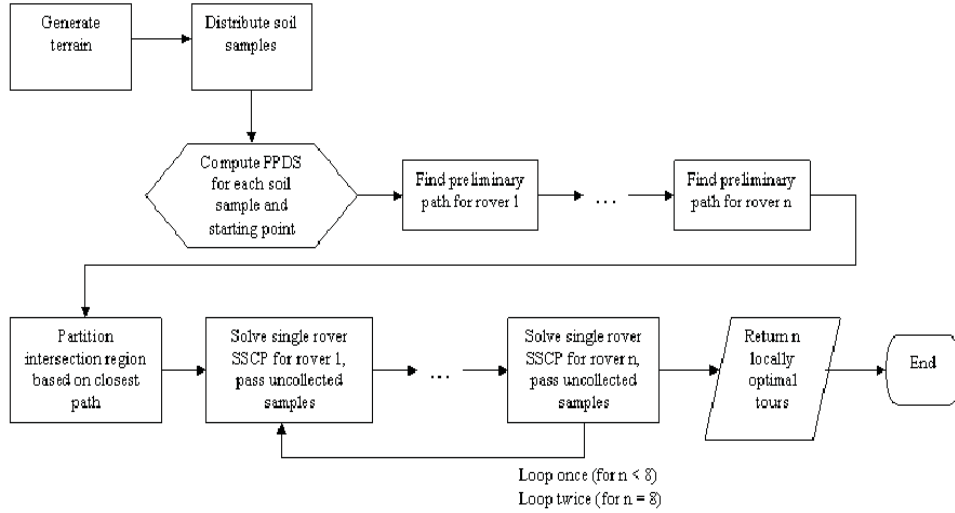 Generate
terrain
Distribute soil
samples
Compute PPDS
for each soil
sample and
starting point
Find preliminary
path for rover 1
...
Find preliminary
path for rover n
Partition
intersection region
based on closest
path
Solve single rover
SSCP for rover 1,
pass uncollected
samples
...
Solve single rover
SSCP for rover n,
pass uncollected
samples
Return n
locally
optimal
tours
End
Loop once (for n < 8)
Loop twice (for n = 8)